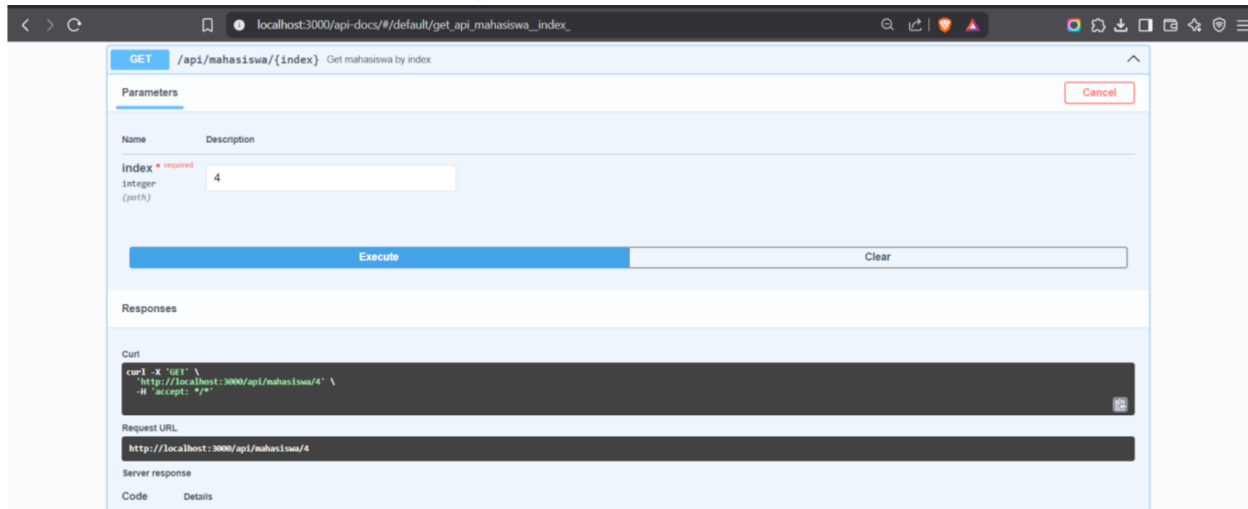 localhost:3000/api-docs/#/default/get_api_mahasiswa__index_
GET /api/mahasiswa/{index} Get mahasiswa by index
Parameters
Cancel
Name Description
index * required
integer
(path)
4
Execute Clear
Responses
Curl
curl -X 'GET' \
'http://localhost:3000/api/mahasiswa/4' \
-H 'accept: */*'
Request URL
http://localhost:3000/api/mahasiswa/4
Server response
Code Details